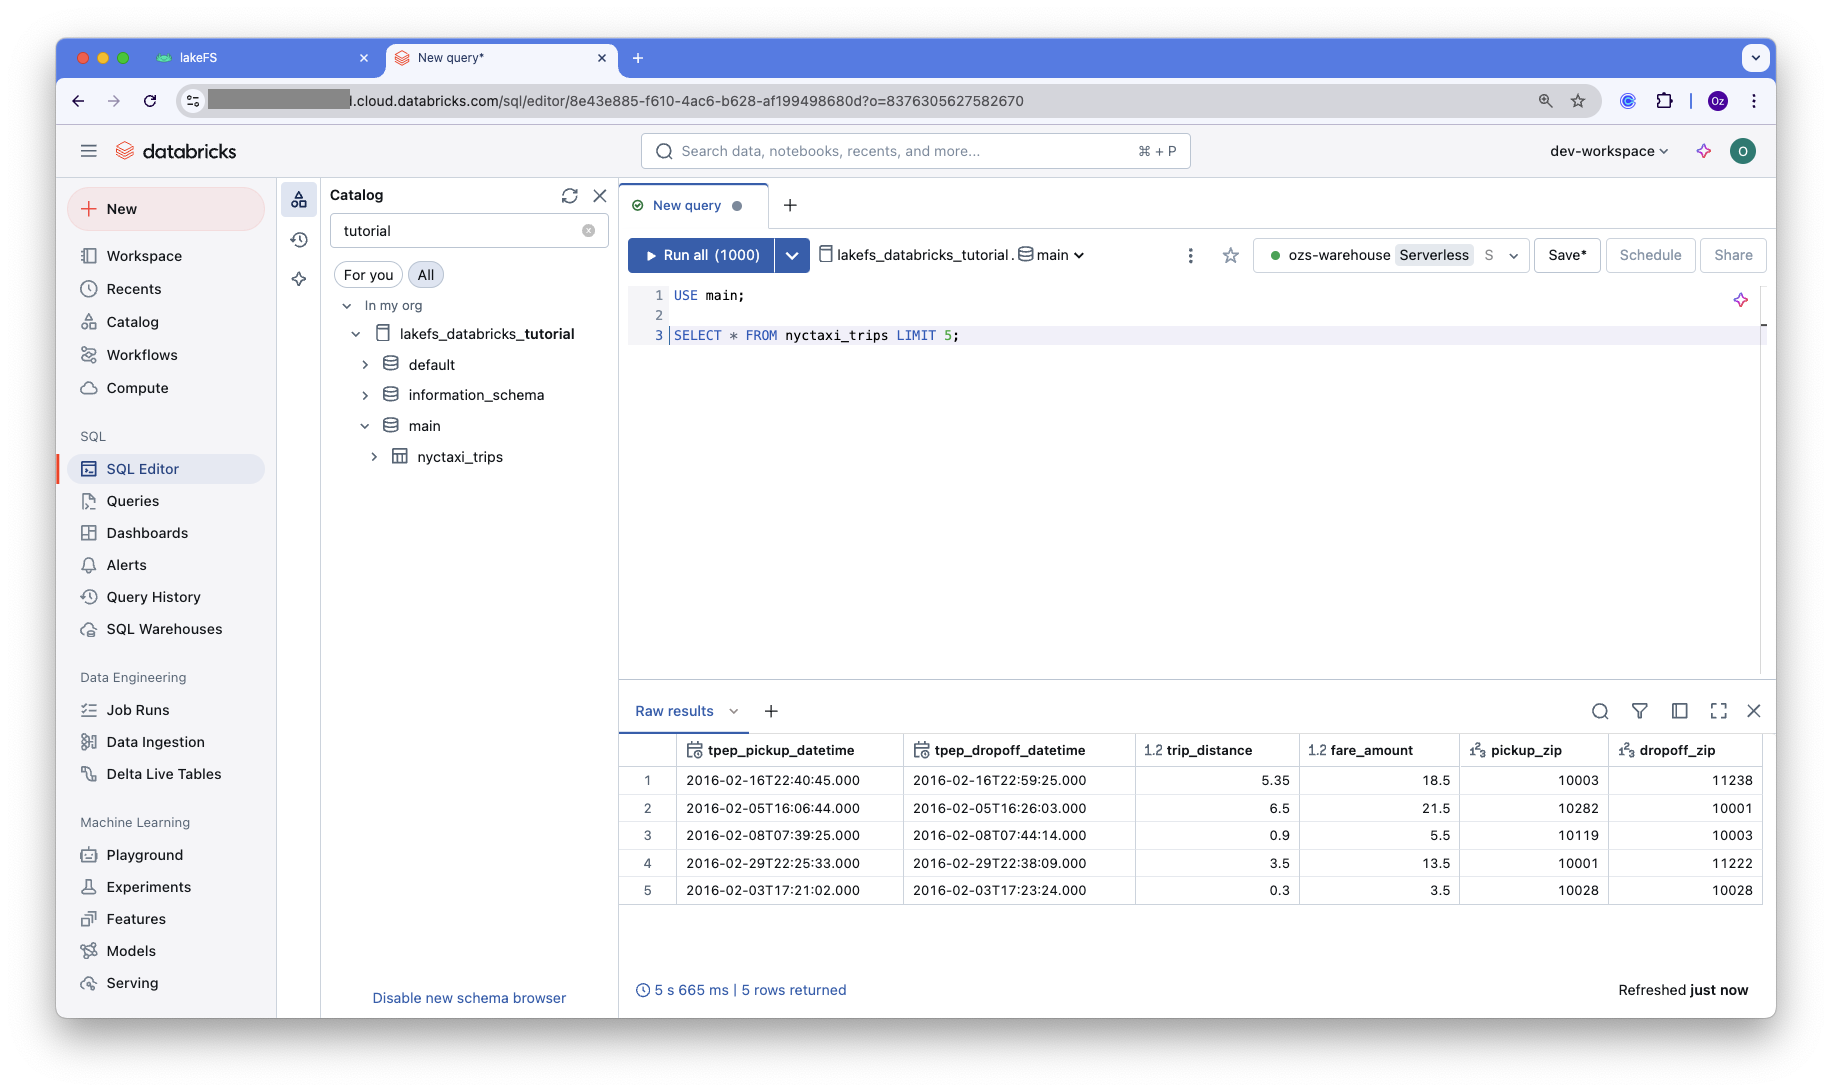 lakeFS
New query*
l.cloud.databricks.com/sql/editor/8e43e885-f610-4ac6-b628-af199498680d?o=8376305627582670
Oz
databricks
Search data, notebooks, recents, and more...
⌘ + P
dev-workspace
O
New
Workspace
Recents
Catalog
Workflows
Compute
SQL
SQL Editor
Queries
Dashboards
Alerts
Query History
SQL Warehouses
Data Engineering
Job Runs
Data Ingestion
Delta Live Tables
Machine Learning
Playground
Experiments
Features
Models
Serving
Catalog
tutorial
For you
All
In my org
lakefs_databricks_tutorial
default
information_schema
main
nyctaxi_trips
Disable new schema browser
New query
Run all (1000)
lakefs_databricks_tutorial . main
ozs-warehouse Serverless S
Save*
Schedule
Share
1 USE main;
2
3 SELECT * FROM nyctaxi_trips LIMIT 5;
Raw results
tpep_pickup_datetime tpep_dropoff_datetime 1.2 trip_distance 1.2 fare_amount 123 pickup_zip 123 dropoff_zip
1 2016-02-16T22:40:45.000 2016-02-16T22:59:25.000 5.35 18.5 10003 11238
2 2016-02-05T16:06:44.000 2016-02-05T16:26:03.000 6.5 21.5 10282 10001
3 2016-02-08T07:39:25.000 2016-02-08T07:44:14.000 0.9 5.5 10119 10003
4 2016-02-29T22:25:33.000 2016-02-29T22:38:09.000 3.5 13.5 10001 11222
5 2016-02-03T17:21:02.000 2016-02-03T17:23:24.000 0.3 3.5 10028 10028
5 s 665 ms | 5 rows returned
Refreshed just now